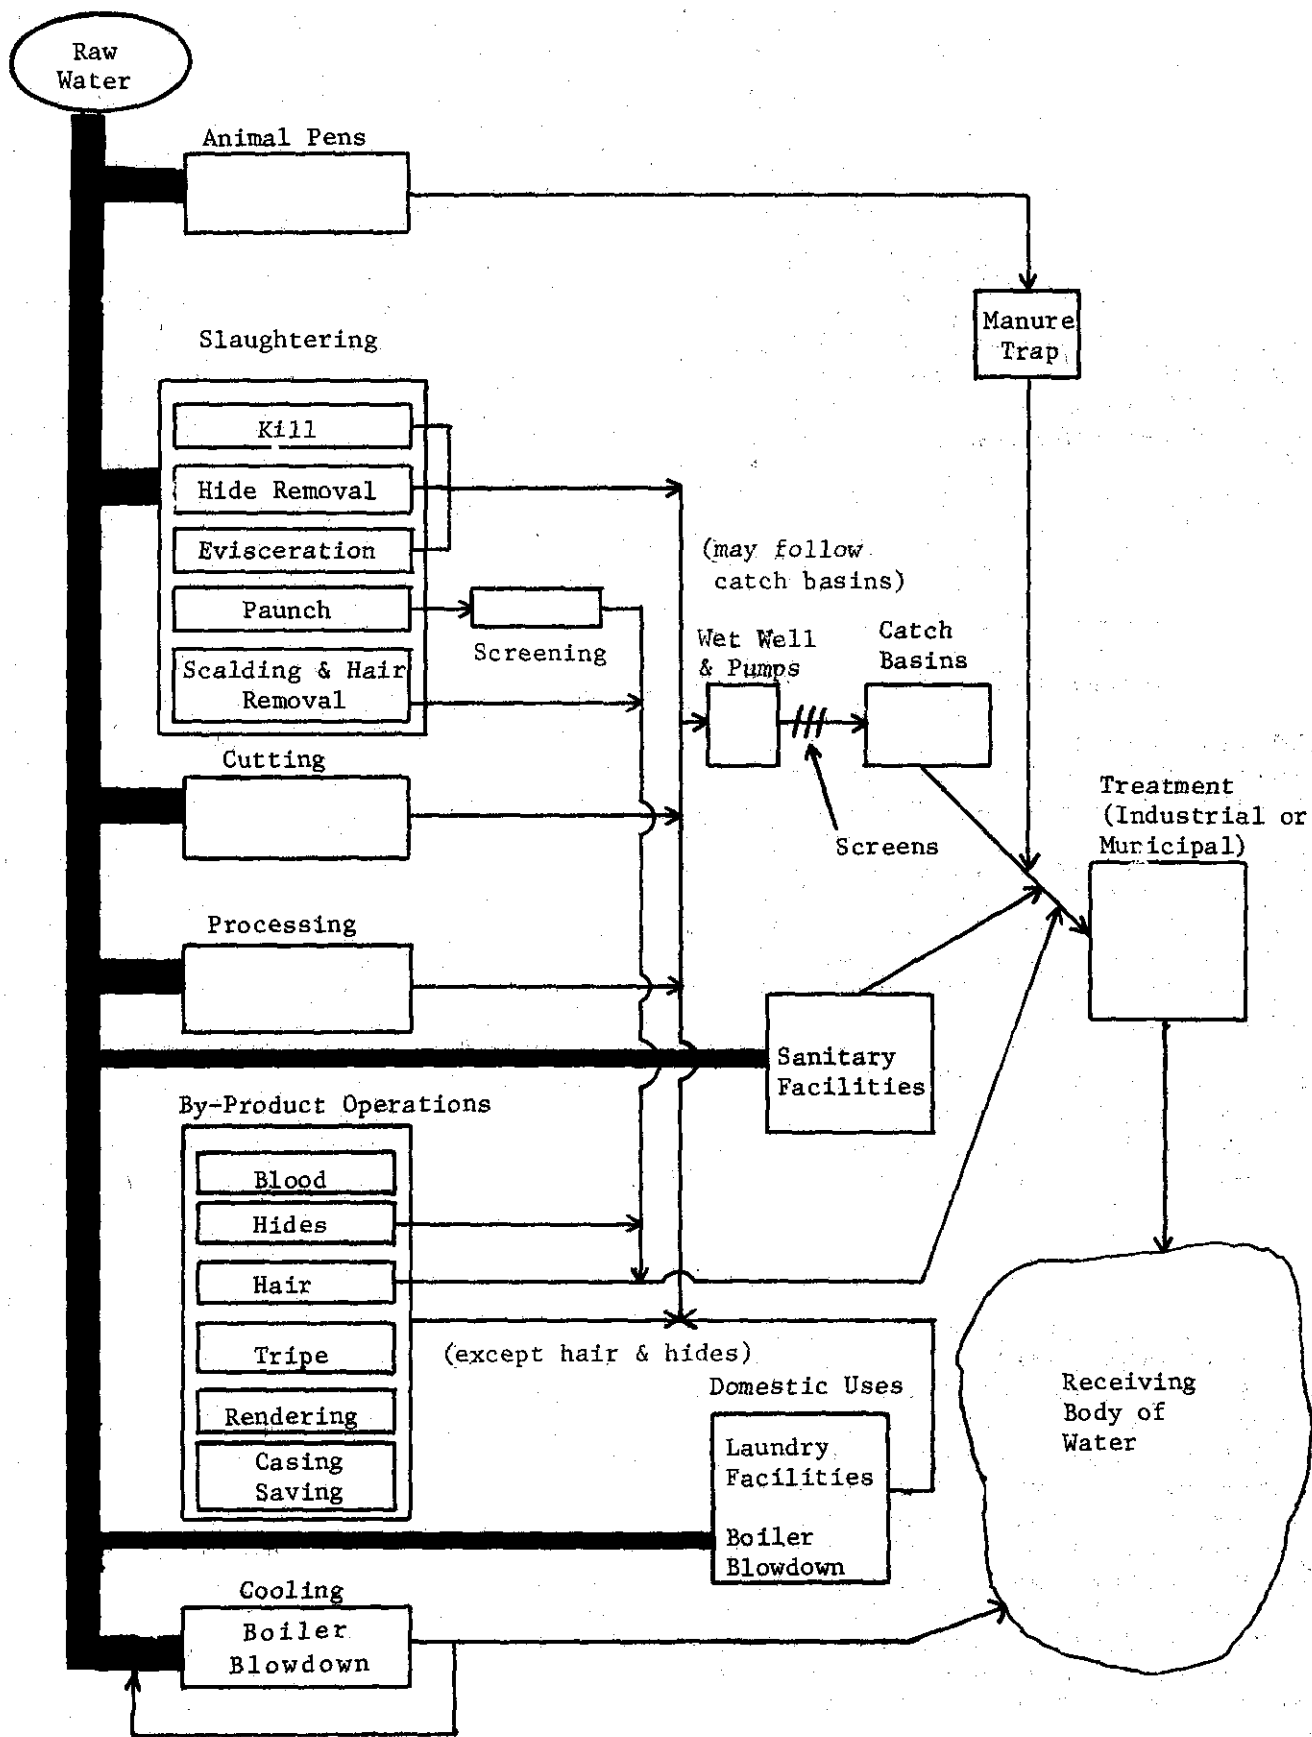 Raw
Water
Animal Pens
Manure
Trap
Slaughtering
Kill
Hide Removal
Evisceration
Paunch
Screening
Scalding & Hair
Removal
(may follow
catch basins)
Wet Well
& Pumps
Catch
Basins
Screens
Cutting
Treatment
(Industrial or
Municipal)
Processing
Sanitary
Facilities
By-Product Operations
Blood
Hides
Hair
Tripe
Rendering
Casing
Saving
(except hair & hides)
Domestic Uses
Laundry
Facilities
Boiler
Blowdown
Receiving
Body of
Water
Cooling
Boiler
Blowdown